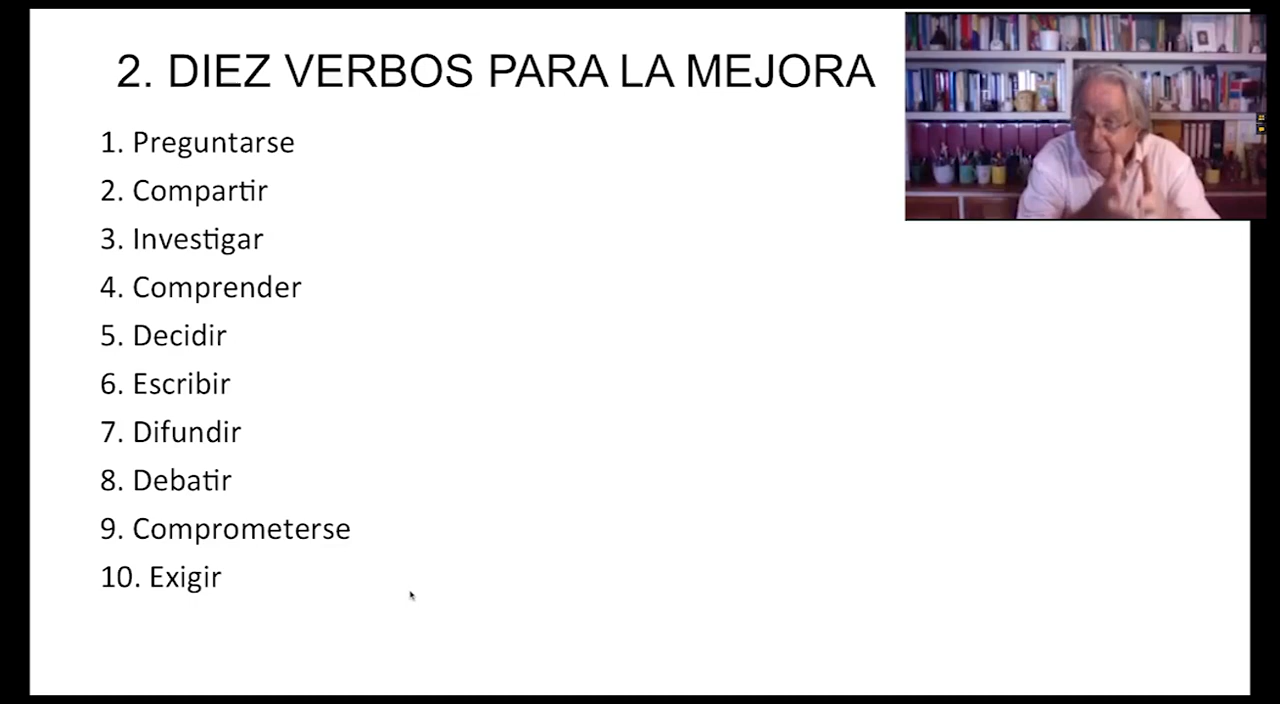 2. DIEZ VERBOS PARA LA MEJORA
1. Preguntarse
2. Compartir
3. Investigar
4. Comprender
5. Decidir
6. Escribir
7. Difundir
8. Debatir
9. Comprometerse
10. Exigir